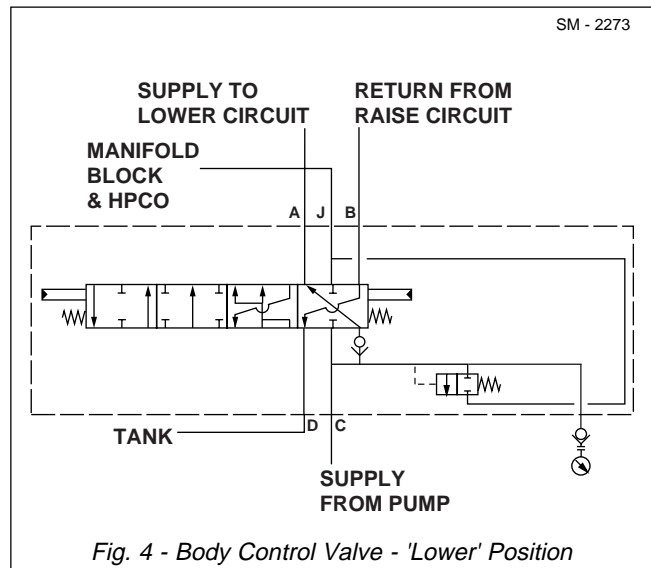 SM - 2273
SUPPLY TO
LOWER CIRCUIT
RETURN FROM
RAISE CIRCUIT
MANIFOLD
BLOCK
& HPCO
A J B
TANK
D C
SUPPLY
FROM PUMP
Fig. 4 - Body Control Valve - 'Lower' Position